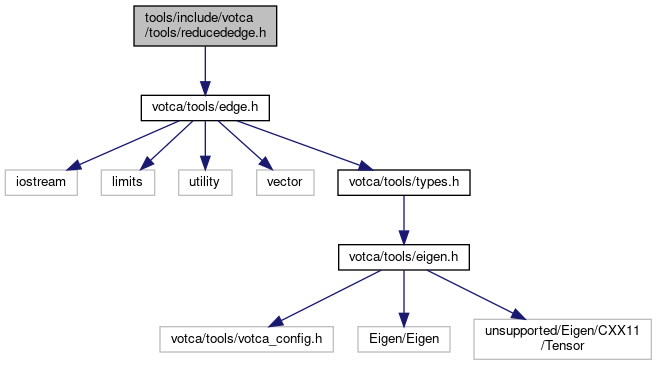 tools/include/votca
/tools/reducededge.h
votca/tools/edge.h
iostream
limits
utility
vector
votca/tools/types.h
votca/tools/eigen.h
votca/tools/votca_config.h
Eigen/Eigen
unsupported/Eigen/CXX11
/Tensor